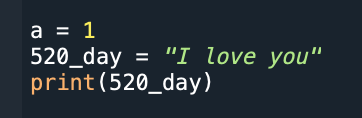 a = 1
520_day = "I love you"
print(520_day)